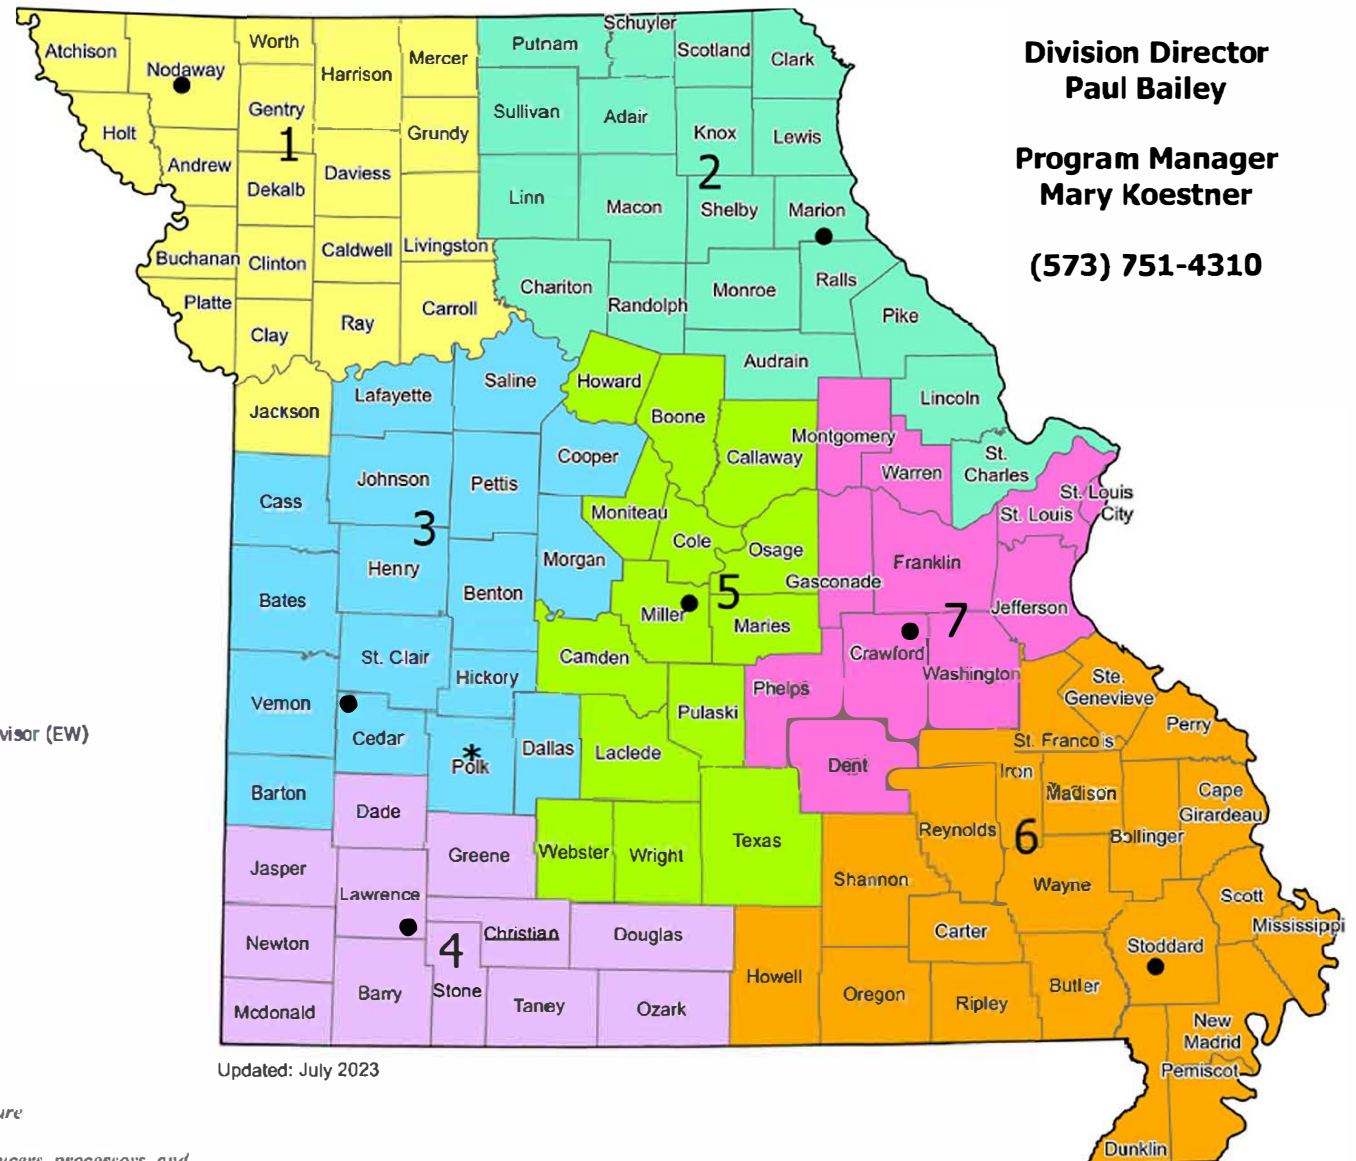 Division Director
Paul Bailey
Program Manager
Mary Koestner
(573) 751-4310
Schuyler
Atchison
Nodaway
Worth
Harrison
Mercer
Putnam
Scotland
Clark
Holt
Gentry
Grundy
Sullivan
Adair
Knox
Lewis
1
2
Andrew
Dekalb
Daviess
Linn
Macon
Shelby
Marion
Buchanan
Clinton
Caldwell
Livingston
Chariton
Randolph
Monroe
Ralls
Pike
Platte
Clay
Ray
Carroll
Audrain
Jackson
Lafayette
Saline
Howard
Boone
Lincoln
Callaway
Montgomery
Warren
St.
Charles
Cass
Johnson
Pettis
Cooper
Moniteau
St. Louis
City
St. Louis
3
Henry
Morgan
Cole
Osage
Gasconade
Franklin
Bates
Benton
Miller
5
Maries
7
Jefferson
St. Clair
Hickory
Camden
Phelps
Crawford
Washington
Ste.
Genevieve
Vernon
Cedar
*
Polk
Dallas
Laclede
Pulaski
Dent
St. Francois
Perry
Barton
Dade
Iron
Madison
Cape
Girardeau
Jasper
Greene
Webster
Wright
Texas
Reynolds
6
Bollinger
Lawrence
Shannon
Wayne
Scott
Mississippi
Newton
4
Christian
Douglas
Howell
Carter
Stoddard
Mcdonald
Barry
Stone
Taney
Ozark
Oregon
Ripley
Butler
New
Madrid
Pemiscot
Dunklin
visor (EW)
Updated: July 2023
ure